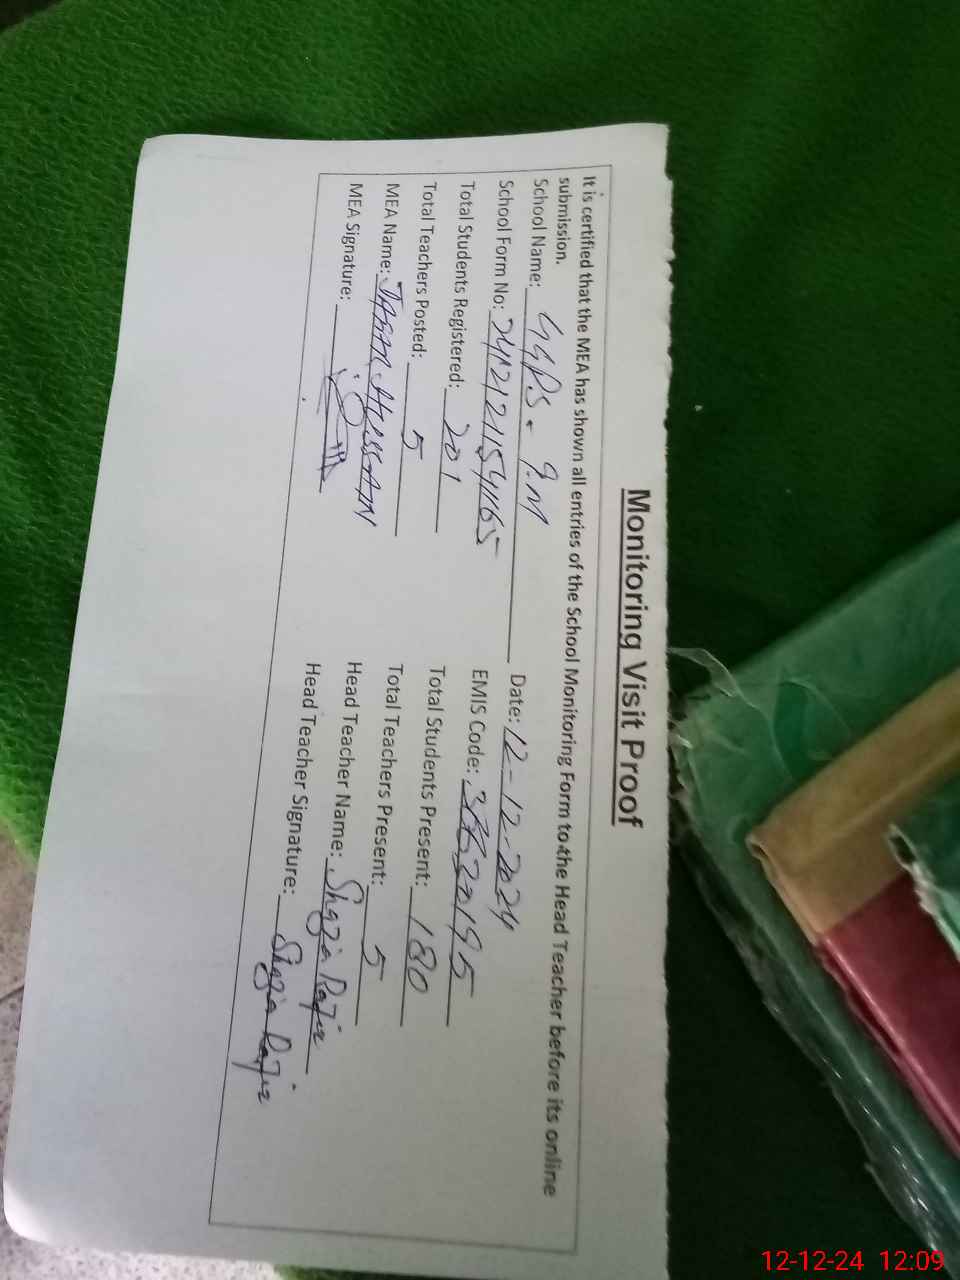 Monitoring Visit Proof
It is certified that the MEA has shown all entries of the School Monitoring Form to the Head Teacher before its online
submission.
School Name: GGPS. 9.M Date: 12-12-2024
School Form No: EMIS Code:
Total Students Registered: 201 Total Students Present: 180
Total Teachers Posted: 5 Total Teachers Present: 5
MEA Name: HUSSAIN Head Teacher Name: Shazia
MEA Signature: Head Teacher Signature: Shazia
12-12-24 12:09